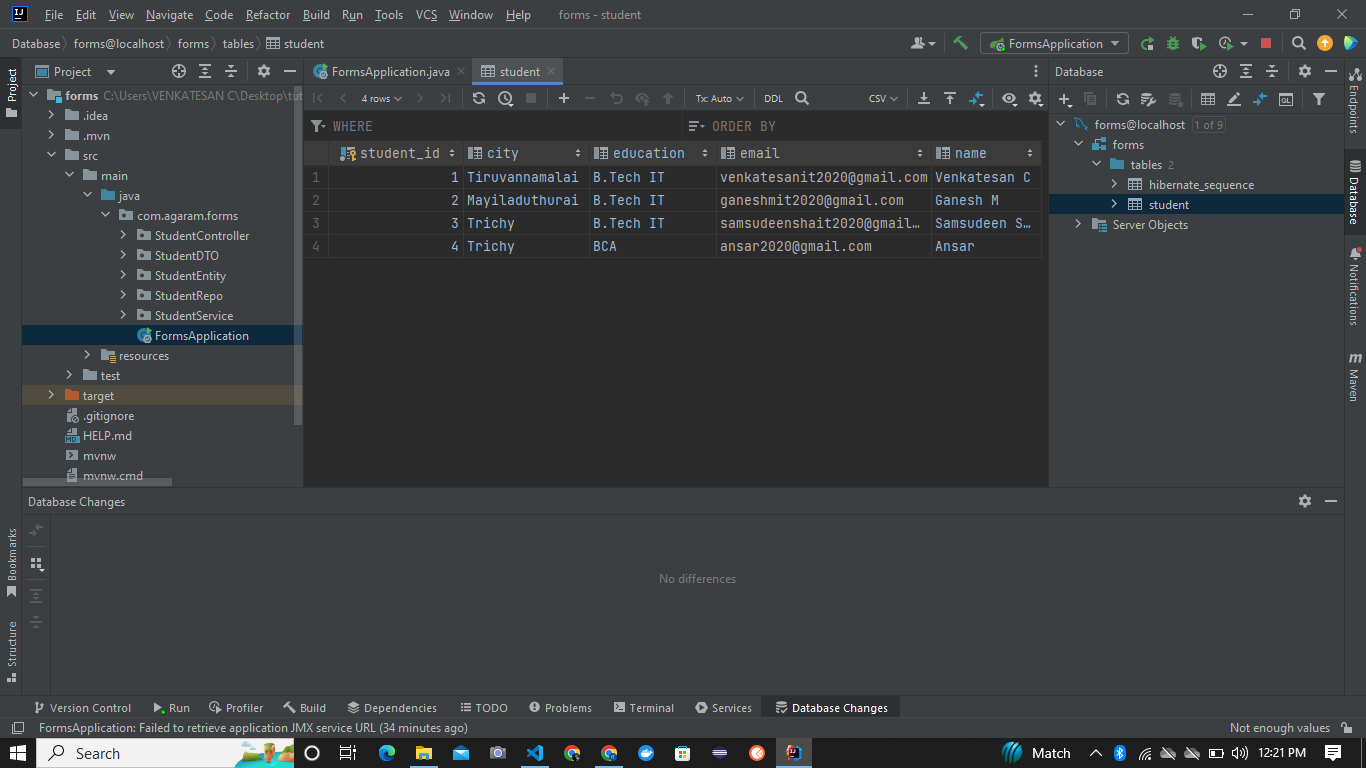 File Edit View Navigate Code Refactor Build Run Tools VCS Window Help forms - student
Database forms@localhost forms tables student FormsApplication
Project
FormsApplication.java student
Database
forms C:\Users\VENKATESAN C\Desktop\tut
.idea
.mvn
src
main
java
com.agaram.forms
StudentController
StudentDTO
StudentEntity
StudentRepo
StudentService
FormsApplication
resources
test
target
.gitignore
HELP.md
mvnw
mvnw.cmd
4 rows Tx: Auto DDL CSV
WHERE ORDER BY
student_id city education email name
1 1 Tiruvannamalai B.Tech IT venkatesanit2020@gmail.com Venkatesan C
2 2 Mayiladuthurai B.Tech IT ganeshmit2020@gmail.com Ganesh M
3 3 Trichy B.Tech IT samsudeenshait2020@gmail… Samsudeen S…
4 4 Trichy BCA ansar2020@gmail.com Ansar
forms@localhost 1 of 9
forms
tables 2
hibernate_sequence
student
Server Objects
Project
Bookmarks
Structure
Endpoints
Database
Notifications
m Maven
Database Changes
No differences
Version Control Run Profiler Build Dependencies TODO Problems Terminal Services Database Changes
FormsApplication: Failed to retrieve application JMX service URL (34 minutes ago) Not enough values
Search Match 12:21 PM